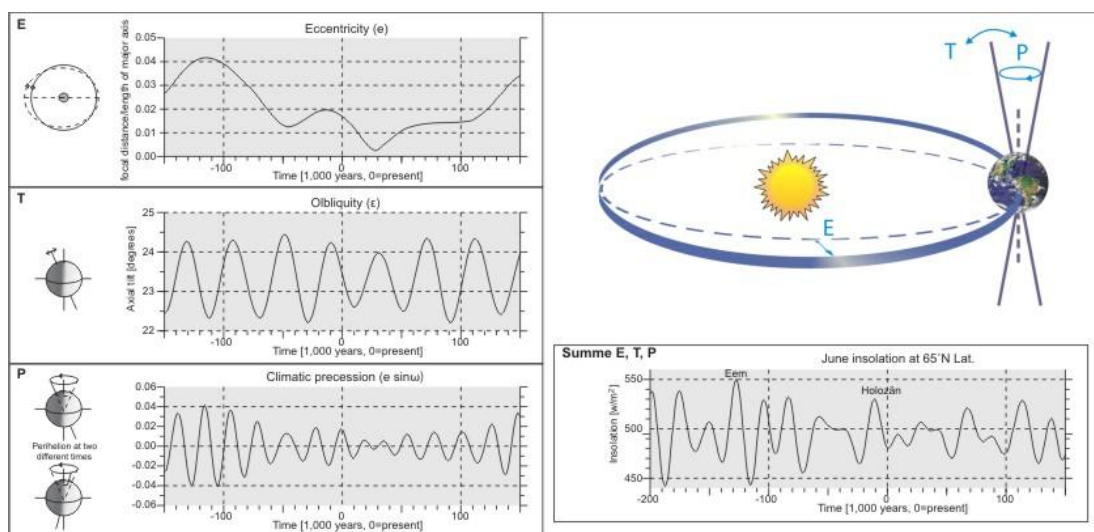 E
Eccentricity (e)
focal distance/length of major axis
0.05
0.04
0.03
0.02
0.01
0.00
-100
0
100
Time [1,000 years, 0=present]
T
Olbliquity (ε)
Axial tilt [degrees]
25
24
23
22
-100
0
100
Time [1,000 years, 0=present]
P
Climatic precession (e sinω)
0.06
0.04
0.02
0.00
-0.02
-0.04
-0.06
-100
0
100
Time [1,000 years, 0=present]
Perihelion at two
different times
T
P
E
Summe E, T, P
June insolation at 65´N Lat.
Insolation [w/m²]
550
500
450
Eem
Holozän
-200
-100
0
100
Time [1,000 years, 0=present]